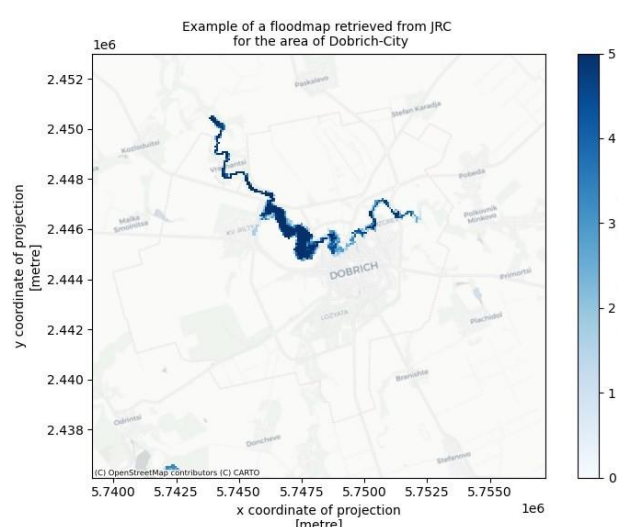 Example of a floodmap retrieved from JRC
for the area of Dobrich-City
1e6
2.452
2.450
2.448
2.446
2.444
2.442
2.440
2.438
y coordinate of projection
[metre]
Paskalevo
Stefan Karadja
Kozloduitsi
Pobeda
Malka
Smolnitsa
Polkovnik
Minkovo
DOBRICH
Primortsi
LOZYATA
Plachidol
Branishte
Odrintsi
Donchevo
Stefanovo
(C) OpenStreetMap contributors (C) CARTO
5.7400
5.7425
5.7450
5.7475
5.7500
5.7525
5.7550
1e6
x coordinate of projection
[metre]
5
4
3
2
1
0